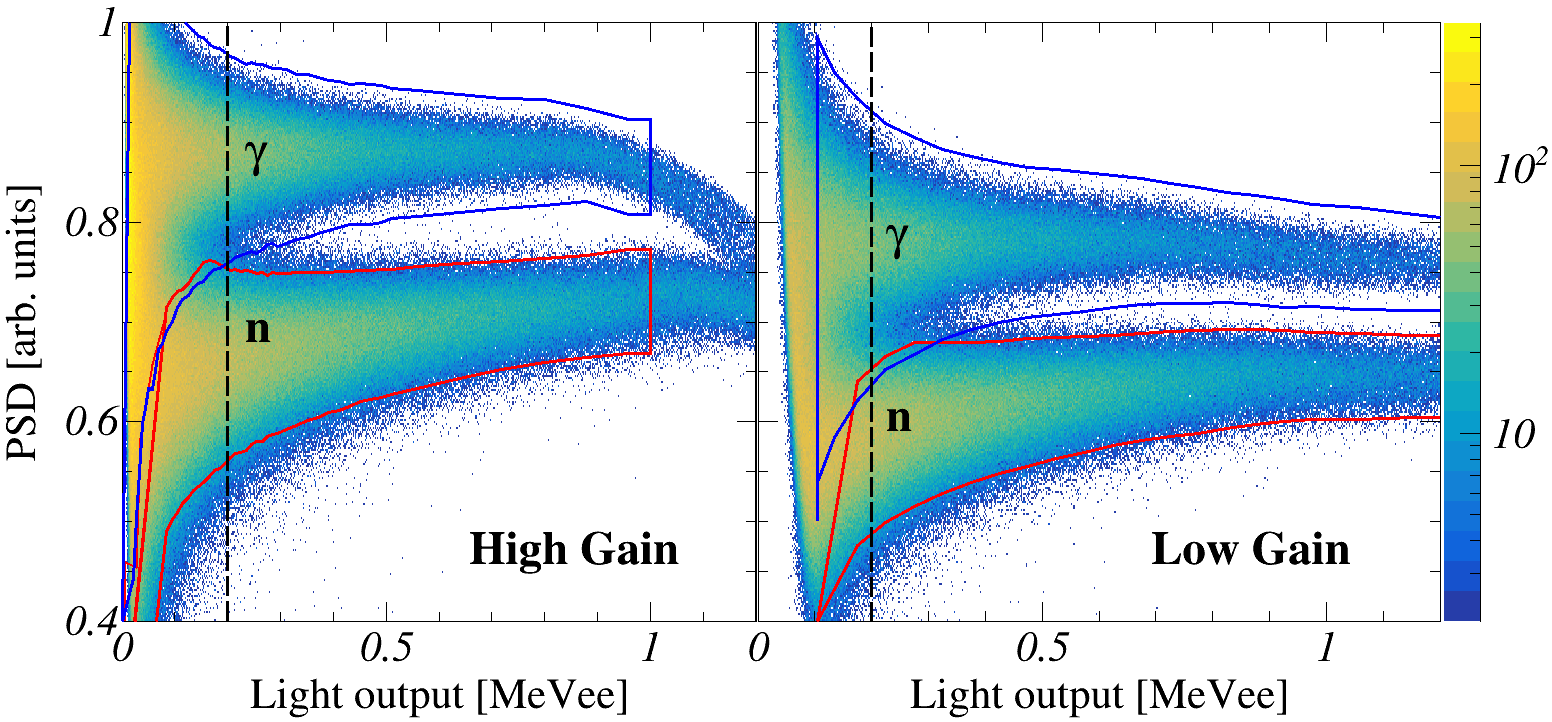 PSD [arb. units]
1
0.8
0.6
0.4
γ
n
High Gain
0
0.5
1
Light output [MeVee]
γ
n
Low Gain
0
0.5
1
Light output [MeVee]
10²
10